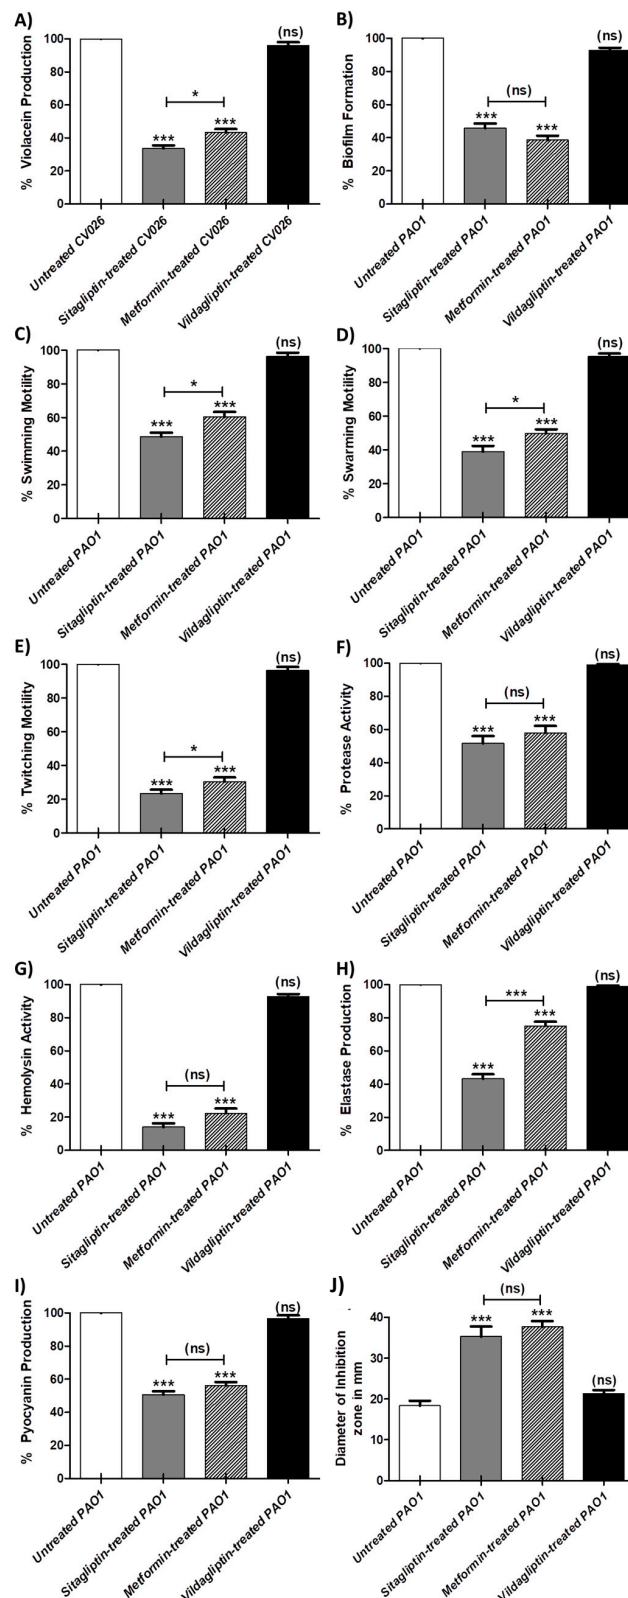 A)
% Violacein Production
100
80
60
40
20
0
***
*
***
(ns)
Untreated CV026
Sitagliptin-treated CV026
Metformin-treated CV026
Vildagliptin-treated CV026
B)
% Biofilm Formation
100
80
60
40
20
0
***
(ns)
***
(ns)
Untreated PAO1
Sitagliptin-treated PAO1
Metformin-treated PAO1
Vildagliptin-treated PAO1
C)
% Swimming Motility
100
80
60
40
20
0
***
*
***
(ns)
Untreated PAO1
Sitagliptin-treated PAO1
Metformin-treated PAO1
Vildagliptin-treated PAO1
D)
% Swarming Motility
100
80
60
40
20
0
***
*
***
(ns)
Untreated PAO1
Sitagliptin-treated PAO1
Metformin-treated PAO1
Vildagliptin-treated PAO1
E)
% Twitching Motility
100
80
60
40
20
0
***
*
***
(ns)
Untreated PAO1
Sitagliptin-treated PAO1
Metformin-treated PAO1
Vildagliptin-treated PAO1
F)
% Protease Activity
100
80
60
40
20
0
***
(ns)
***
(ns)
Untreated PAO1
Sitagliptin-treated PAO1
Metformin-treated PAO1
Vildagliptin-treated PAO1
G)
% Hemolysin Activity
100
80
60
40
20
0
***
(ns)
***
(ns)
Untreated PAO1
Sitagliptin-treated PAO1
Metformin-treated PAO1
Vildagliptin-treated PAO1
H)
% Elastase Production
100
80
60
40
20
0
***
***
***
(ns)
Untreated PAO1
Sitagliptin-treated PAO1
Metformin-treated PAO1
Vildagliptin-treated PAO1
I)
% Pyocyanin Production
100
80
60
40
20
0
***
(ns)
***
(ns)
Untreated PAO1
Sitagliptin-treated PAO1
Metformin-treated PAO1
Vildagliptin-treated PAO1
J)
Diameter of Inhibition
zone in mm
40
30
20
10
0
***
(ns)
***
(ns)
Untreated PAO1
Sitagliptin-treated PAO1
Metformin-treated PAO1
Vildagliptin-treated PAO1